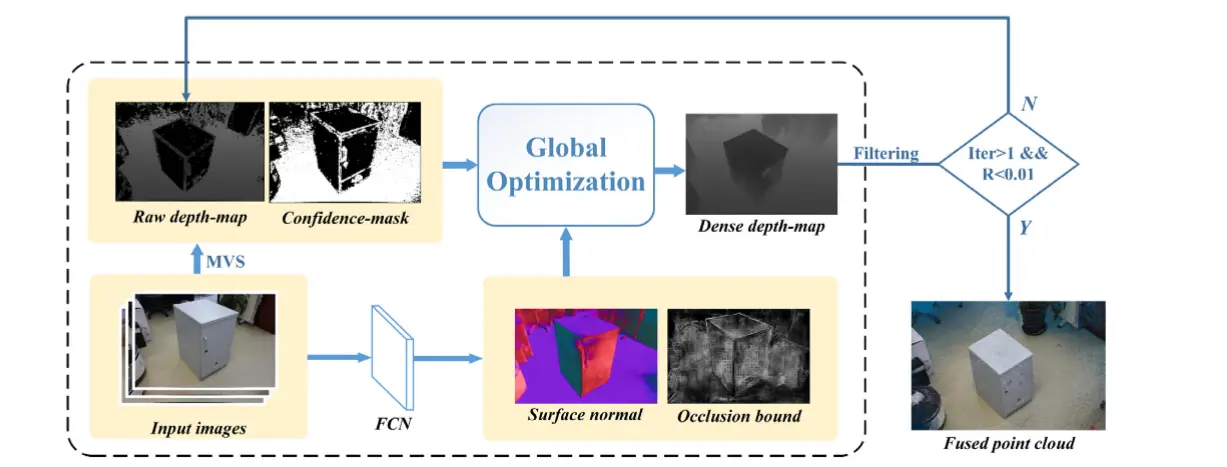 N
Global
Optimization
Filtering
Iter>1 &&
R<0.01
Raw depth-map
Confidence-mask
Dense depth-map
Y
MVS
Surface normal
Occlusion bound
Input images
FCN
Fused point cloud